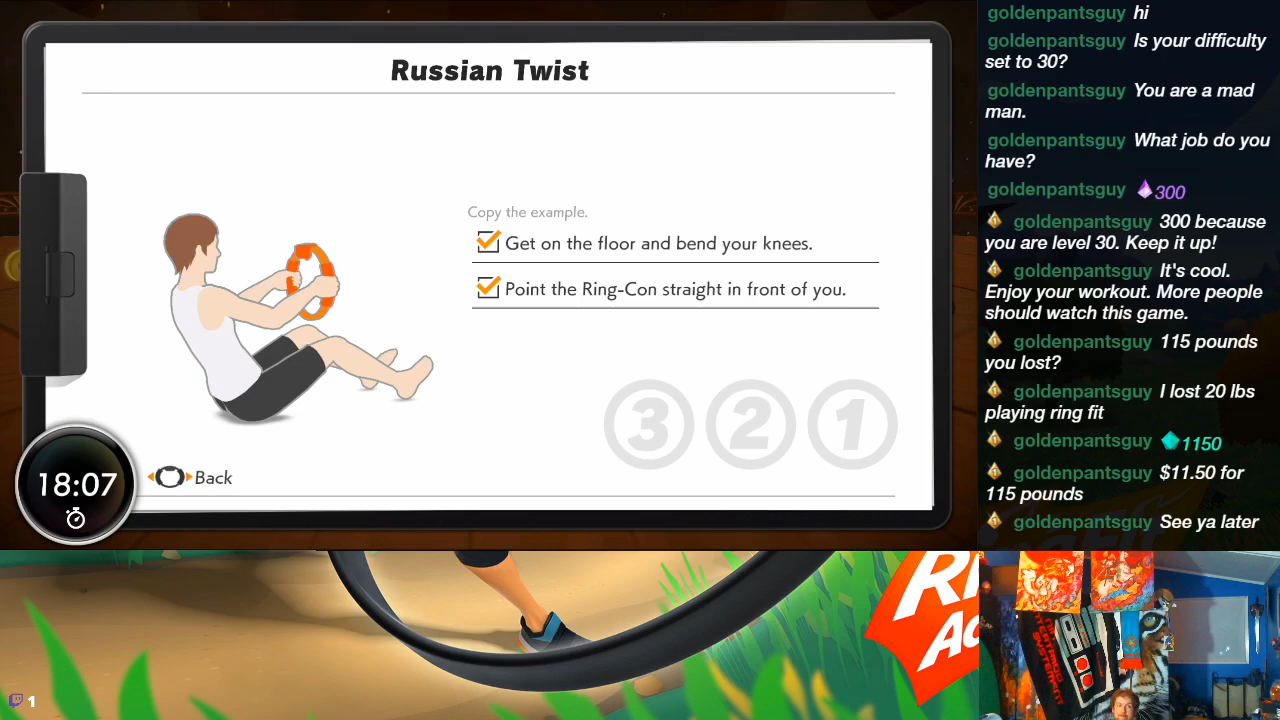 Russian Twist
Copy the example.
Get on the floor and bend your knees.
Point the Ring-Con straight in front of you.
3 2 1
Back
18:07
goldenpantsguy hi
goldenpantsguy Is your difficulty
set to 30?
goldenpantsguy You are a mad
man.
goldenpantsguy What job do you
have?
goldenpantsguy 300
goldenpantsguy 300 because
you are level 30. Keep it up!
goldenpantsguy It's cool.
Enjoy your workout. More people
should watch this game.
goldenpantsguy 115 pounds
you lost?
goldenpantsguy I lost 20 lbs
playing ring fit
goldenpantsguy 1150
goldenpantsguy $11.50 for
115 pounds
goldenpantsguy See ya later
1